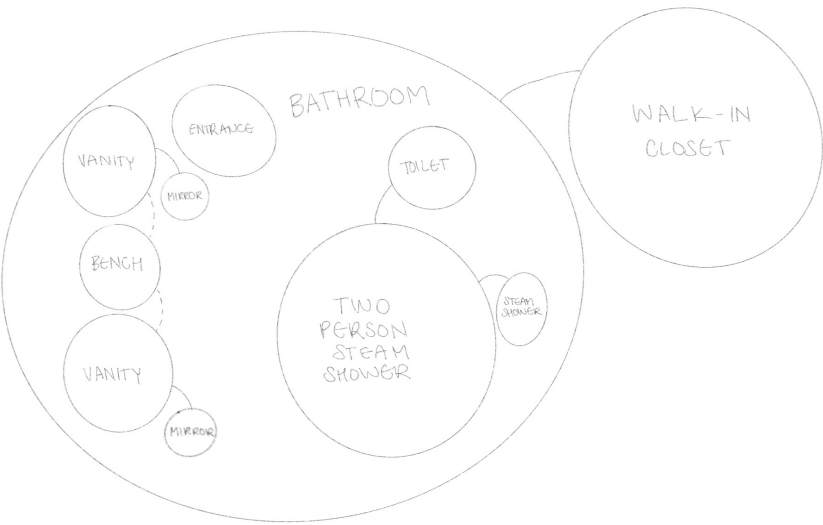 BATHROOM
ENTRANCE
VANITY
MIRROR
BENCH
VANITY
MIRROR
TOILET
TWO
PERSON
STEAM
SHOWER
STEAM
SHOWER
WALK-IN
CLOSET